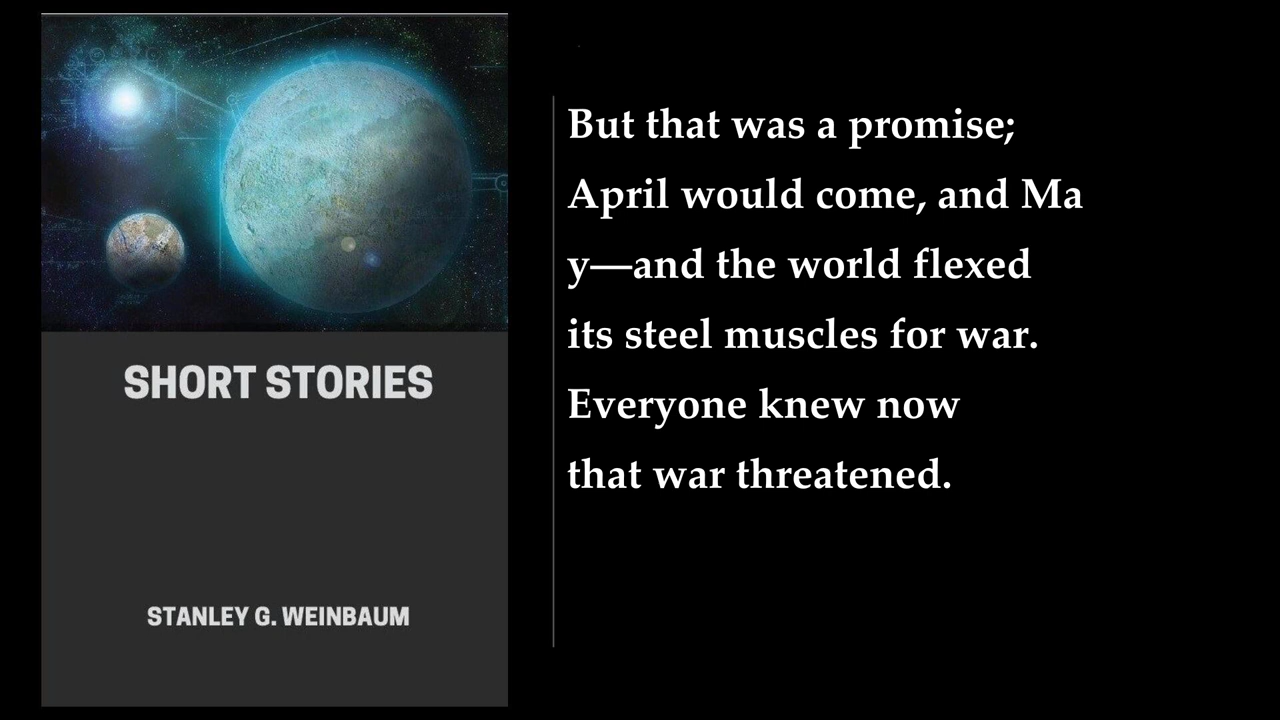 SHORT STORIES
STANLEY G. WEINBAUM
But that was a promise;
April would come, and Ma
y—and the world flexed
its steel muscles for war.
Everyone knew now
that war threatened.